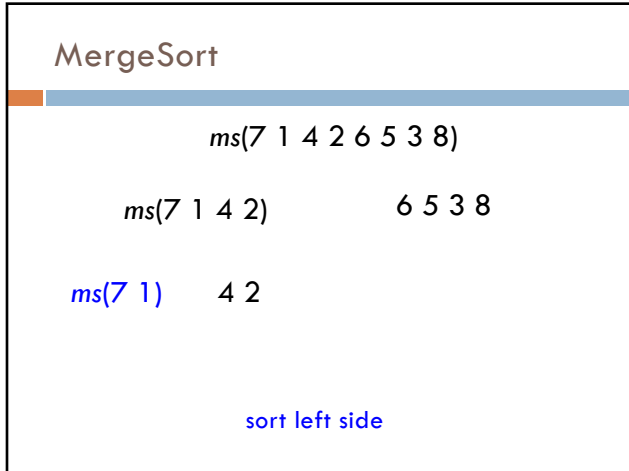 MergeSort
ms(7 1 4 2 6 5 3 8)
ms(7 1 4 2) 6 5 3 8
ms(7 1) 4 2
sort left side